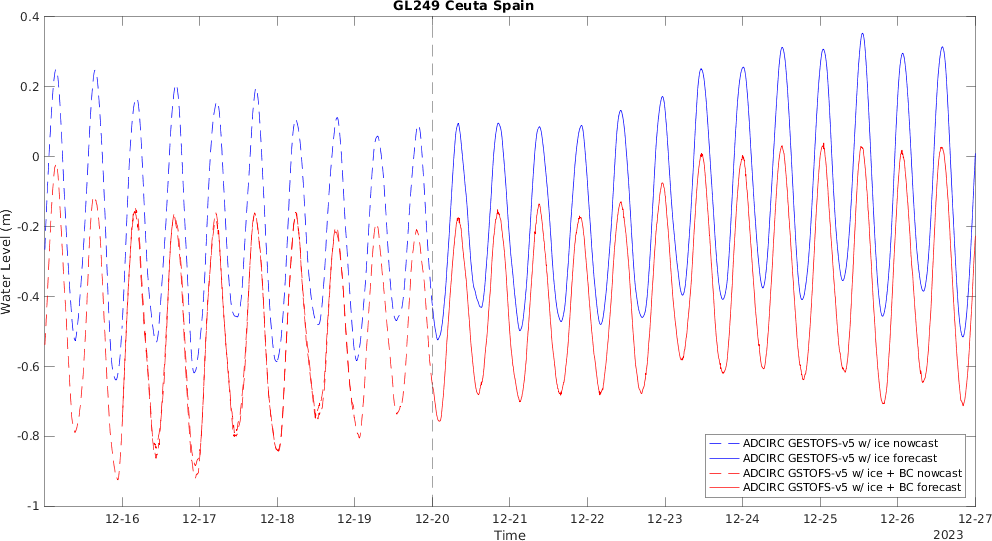 GL249 Ceuta Spain
0.4
0.2
0
-0.2
-0.4
-0.6
-0.8
-1
Water Level (m)
ADCIRC GESTOFS-v5 w/ ice nowcast
ADCIRC GESTOFS-v5 w/ ice forecast
ADCIRC GSTOFS-v5 w/ ice + BC nowcast
ADCIRC GSTOFS-v5 w/ ice + BC forecast
12-16 12-17 12-18 12-19 12-20 12-21 12-22 12-23 12-24 12-25 12-26 12-27
Time
2023